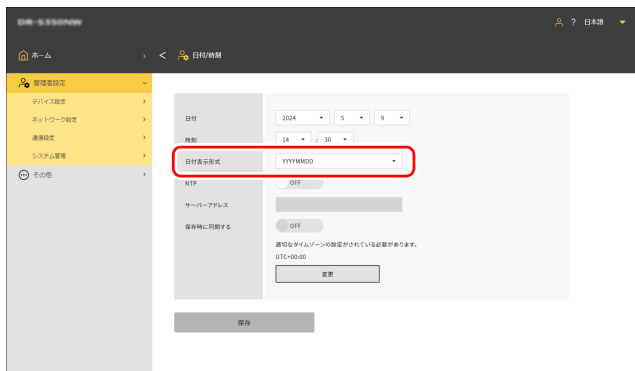 DR-S350NW
? 日本語
ホーム
< 日付/時刻
管理者設定
デバイス設定
ネットワーク設定
通信設定
システム管理
その他
日付 2024 5 9
時刻 14 : 30
日付表示形式 YYYYMMDD
NTP OFF
サーバーアドレス
保存時に同期する OFF
適切なタイムゾーンの設定がされている必要があります。
UTC+00:00
変更
保存